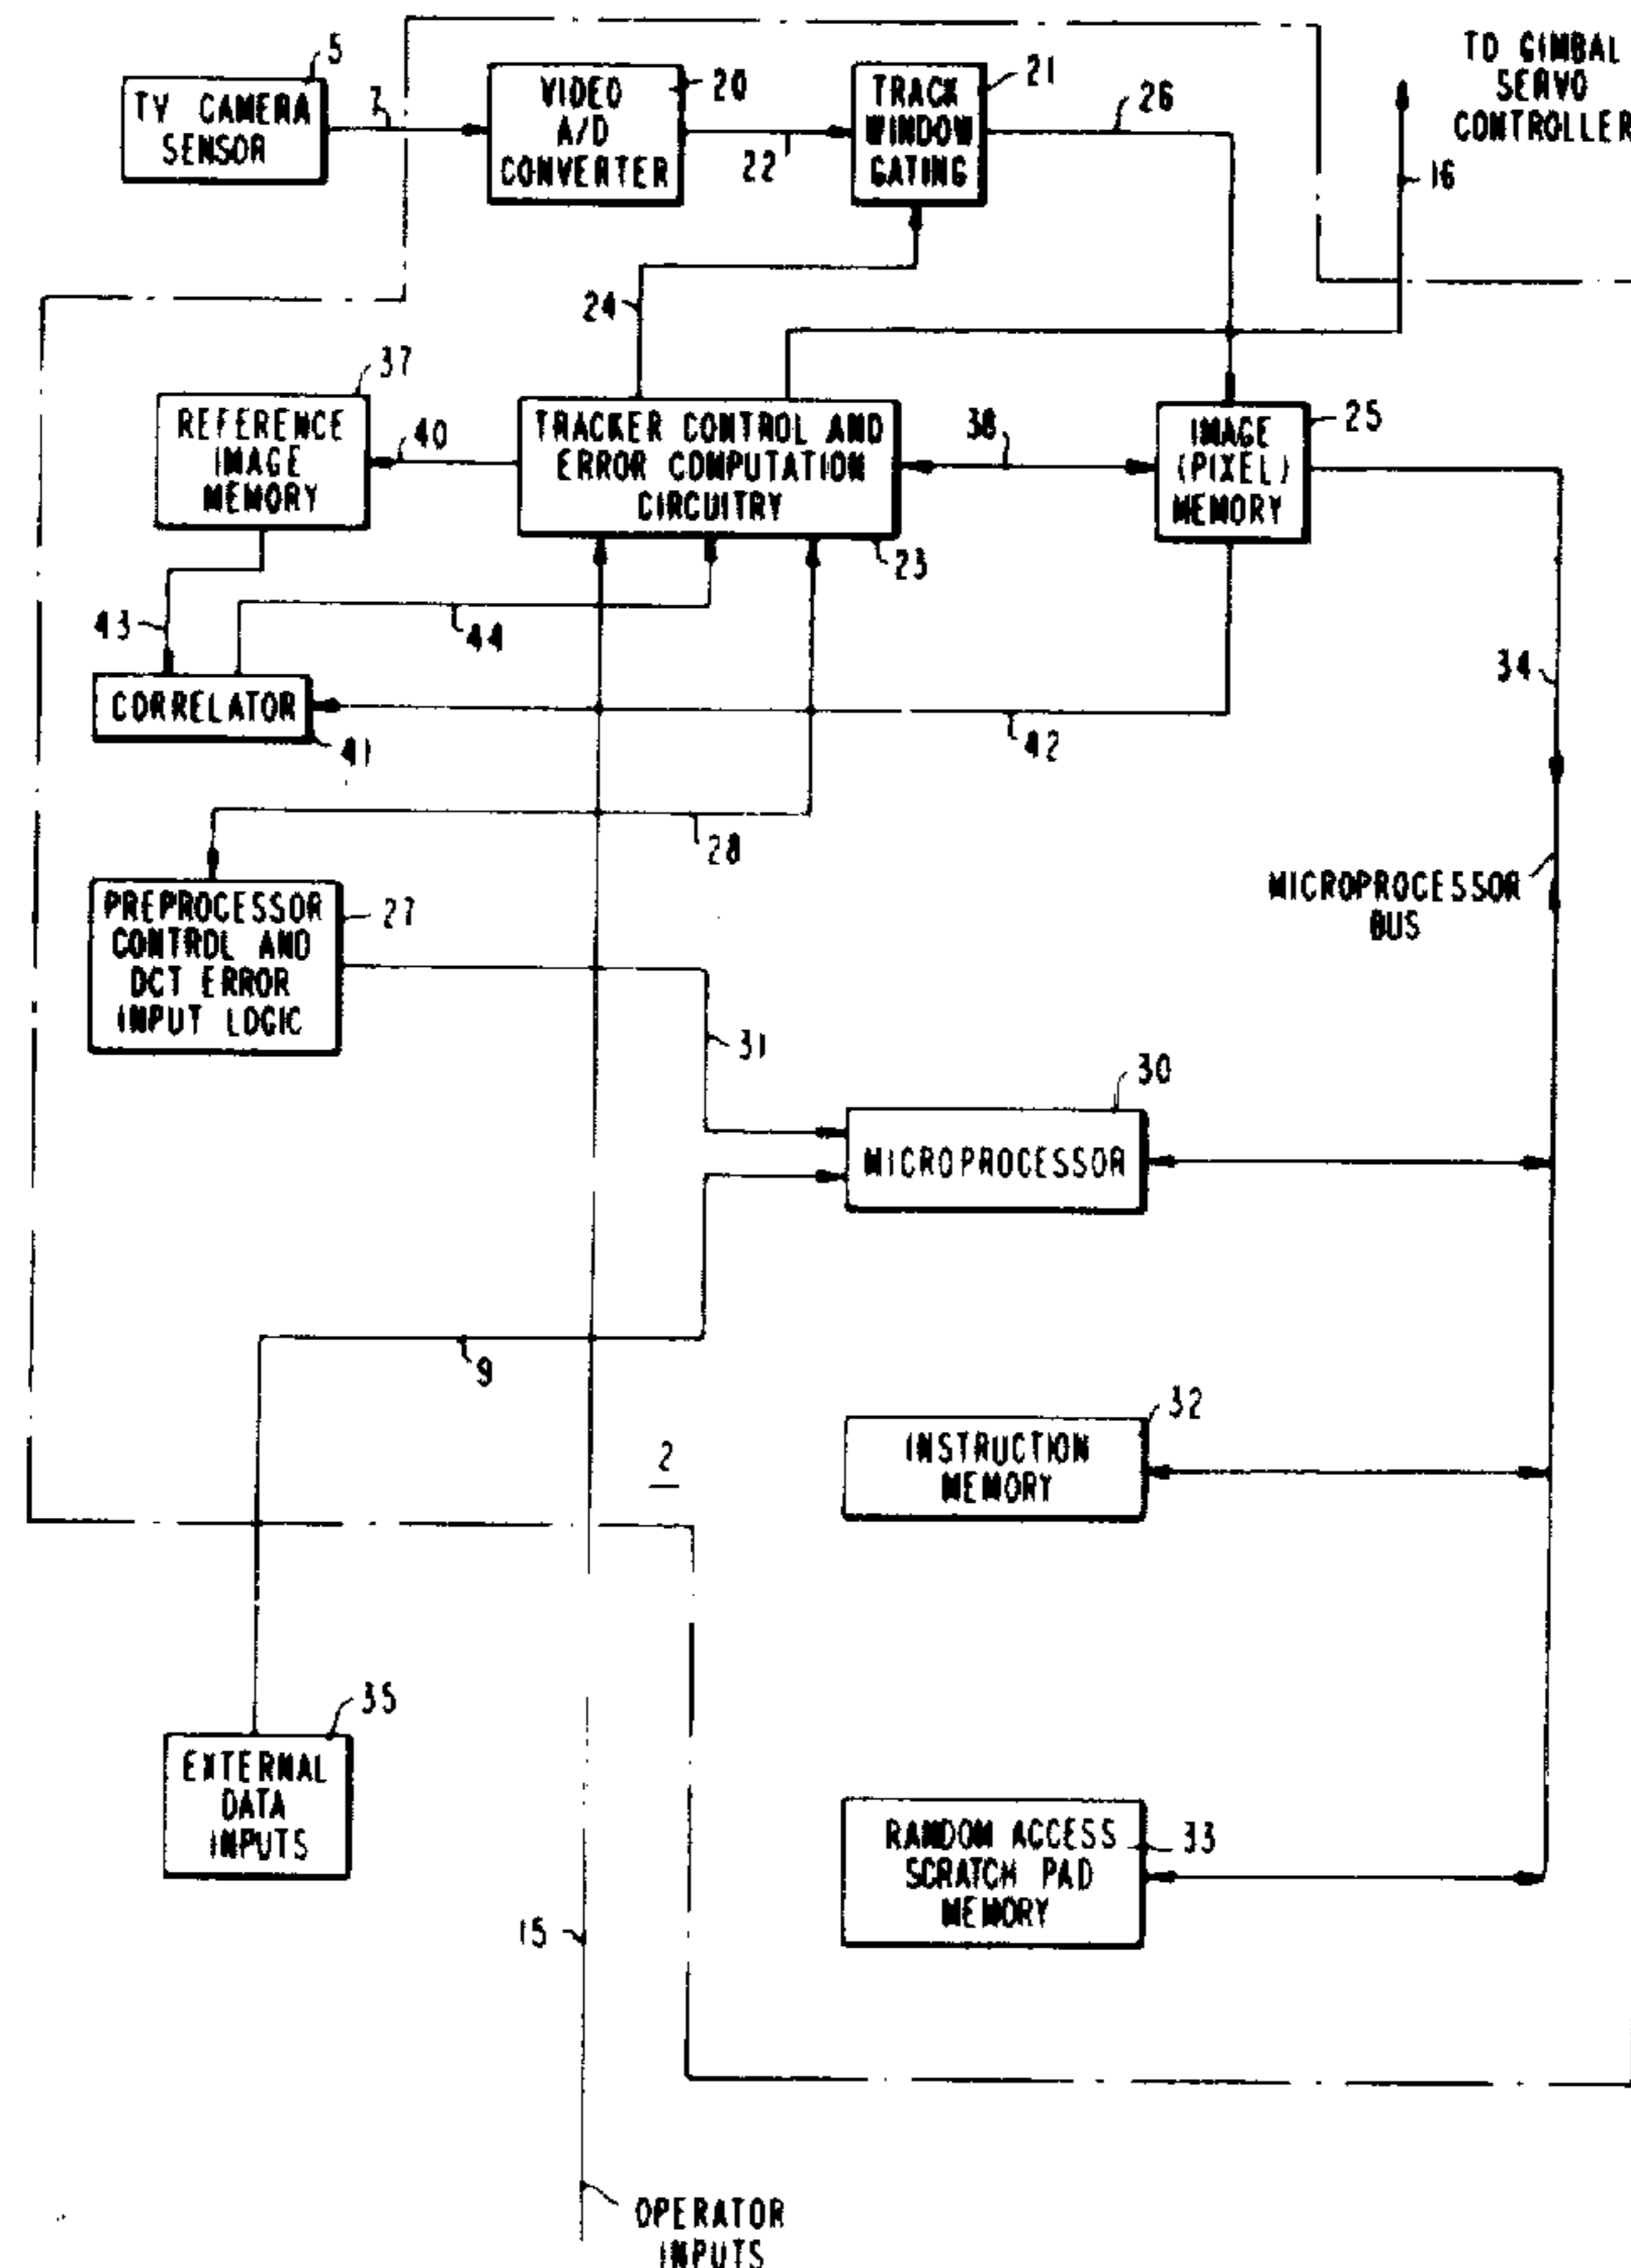 TO GIMBAL
SERVO
CONTROLLER
5
TV CAMERA
SENSOR
7
VIDEO
A/D
CONVERTER
20
22
TRACK
WINDOW
GATING
21
26
16
24
37
REFERENCE
IMAGE
MEMORY
40
TRACKER CONTROL AND
ERROR COMPUTATION
CIRCUITRY
23
38
IMAGE
(PIXEL)
MEMORY
25
43
44
34
CORRELATOR
41
42
28
MICROPROCESSOR
BUS
PREPROCESSOR
CONTROL AND
DCT ERROR
INPUT LOGIC
27
31
30
MICROPROCESSOR
9
2
32
INSTRUCTION
MEMORY
35
EXTERNAL
DATA
INPUTS
RANDOM ACCESS
SCRATCH PAD
MEMORY
33
15
OPERATOR
INPUTS